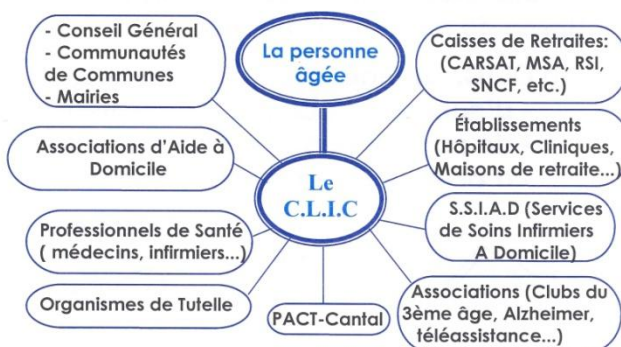 - Conseil Général
- Communautés
de Communes
- Mairies
La personne
âgée
Caisses de Retraites:
(CARSAT, MSA, RSI,
SNCF, etc.)
Associations d'Aide à
Domicile
Établissements
(Hôpitaux, Cliniques,
Maisons de retraite...)
Le
C.L.I.C
Professionnels de Santé
( médecins, infirmiers...)
S.S.I.A.D (Services
de Soins Infirmiers
A Domicile)
Organismes de Tutelle
PACT-Cantal
Associations (Clubs du
3ème âge, Alzheimer,
téléassistance...)